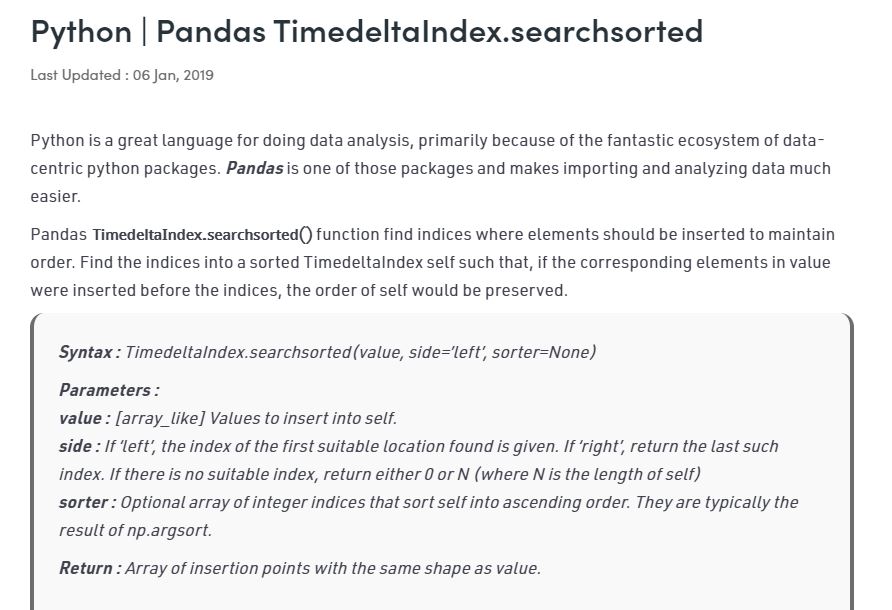 Python | Pandas TimedeltaIndex.searchsorted
Last Updated : 06 Jan, 2019
Python is a great language for doing data analysis, primarily because of the fantastic ecosystem of data-
centric python packages. Pandas is one of those packages and makes importing and analyzing data much
easier.
Pandas TimedeltaIndex.searchsorted() function find indices where elements should be inserted to maintain
order. Find the indices into a sorted TimedeltaIndex self such that, if the corresponding elements in value
were inserted before the indices, the order of self would be preserved.
Syntax : TimedeltaIndex.searchsorted(value, side=’left’, sorter=None)
Parameters :
value : [array_like] Values to insert into self.
side : If ‘left’, the index of the first suitable location found is given. If ‘right’, return the last such
index. If there is no suitable index, return either 0 or N (where N is the length of self)
sorter : Optional array of integer indices that sort self into ascending order. They are typically the
result of np.argsort.
Return : Array of insertion points with the same shape as value.